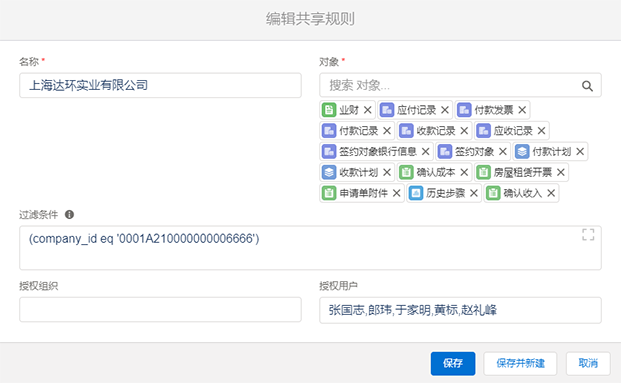 编辑共享规则
名称 *
上海达环实业有限公司
对象 *
搜索 对象...
业财 × 应付记录 × 付款发票 ×
付款记录 × 收款记录 × 应收记录 ×
签约对象银行信息 × 签约对象 × 付款计划 ×
收款计划 × 确认成本 × 房屋租赁开票 ×
申请单附件 × 历史步骤 × 确认收入 ×
过滤条件
(company_id eq '0001A210000000006666')
授权组织
授权用户
张国志,郎玮,于家明,黄标,赵礼峰
保存 保存并新建 取消